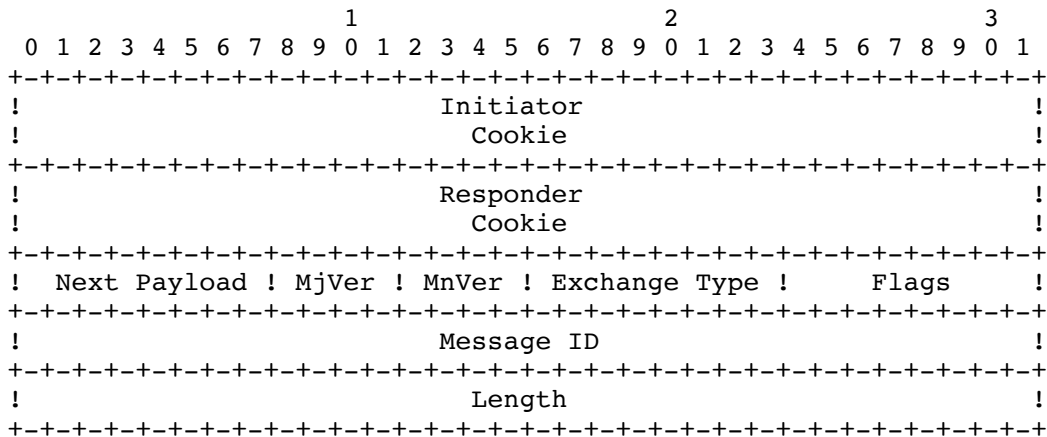 1                   2                   3
 0 1 2 3 4 5 6 7 8 9 0 1 2 3 4 5 6 7 8 9 0 1 2 3 4 5 6 7 8 9 0 1
+-+-+-+-+-+-+-+-+-+-+-+-+-+-+-+-+-+-+-+-+-+-+-+-+-+-+-+-+-+-+-+-+
!                          Initiator                            !
!                            Cookie                             !
+-+-+-+-+-+-+-+-+-+-+-+-+-+-+-+-+-+-+-+-+-+-+-+-+-+-+-+-+-+-+-+-+
!                          Responder                            !
!                            Cookie                             !
+-+-+-+-+-+-+-+-+-+-+-+-+-+-+-+-+-+-+-+-+-+-+-+-+-+-+-+-+-+-+-+-+
!  Next Payload ! MjVer ! MnVer ! Exchange Type !     Flags     !
+-+-+-+-+-+-+-+-+-+-+-+-+-+-+-+-+-+-+-+-+-+-+-+-+-+-+-+-+-+-+-+-+
!                          Message ID                           !
+-+-+-+-+-+-+-+-+-+-+-+-+-+-+-+-+-+-+-+-+-+-+-+-+-+-+-+-+-+-+-+-+
!                            Length                             !
+-+-+-+-+-+-+-+-+-+-+-+-+-+-+-+-+-+-+-+-+-+-+-+-+-+-+-+-+-+-+-+-+